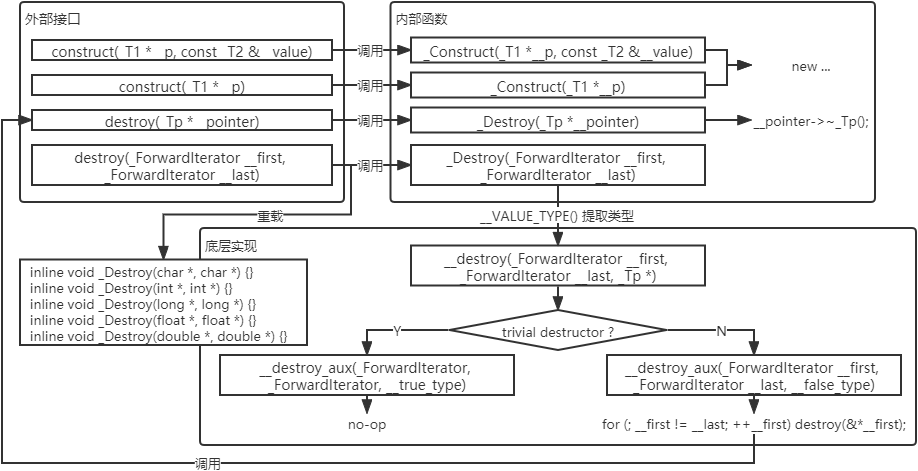 外部接口
内部函数
construct(_T1 *__p, const _T2 &__value)
调用
_Construct(_T1 *__p, const _T2 &__value)
new ...
construct(_T1 *__p)
调用
_Construct(_T1 *__p)
destroy(_Tp *__pointer)
调用
_Destroy(_Tp *__pointer)
__pointer->~_Tp();
destroy(_ForwardIterator __first,
_ForwardIterator __last)
调用
_Destroy(_ForwardIterator __first,
_ForwardIterator __last)
重载
__VALUE_TYPE() 提取类型
底层实现
inline void _Destroy(char *, char *) {}
inline void _Destroy(int *, int *) {}
inline void _Destroy(long *, long *) {}
inline void _Destroy(float *, float *) {}
inline void _Destroy(double *, double *) {}
__destroy(_ForwardIterator __first,
_ForwardIterator __last, _Tp *)
trivial destructor ?
Y
N
__destroy_aux(_ForwardIterator,
_ForwardIterator, __true_type)
__destroy_aux(_ForwardIterator __first,
_ForwardIterator __last, __false_type)
no-op
for (; __first != __last; ++__first) destroy(&*__first);
调用